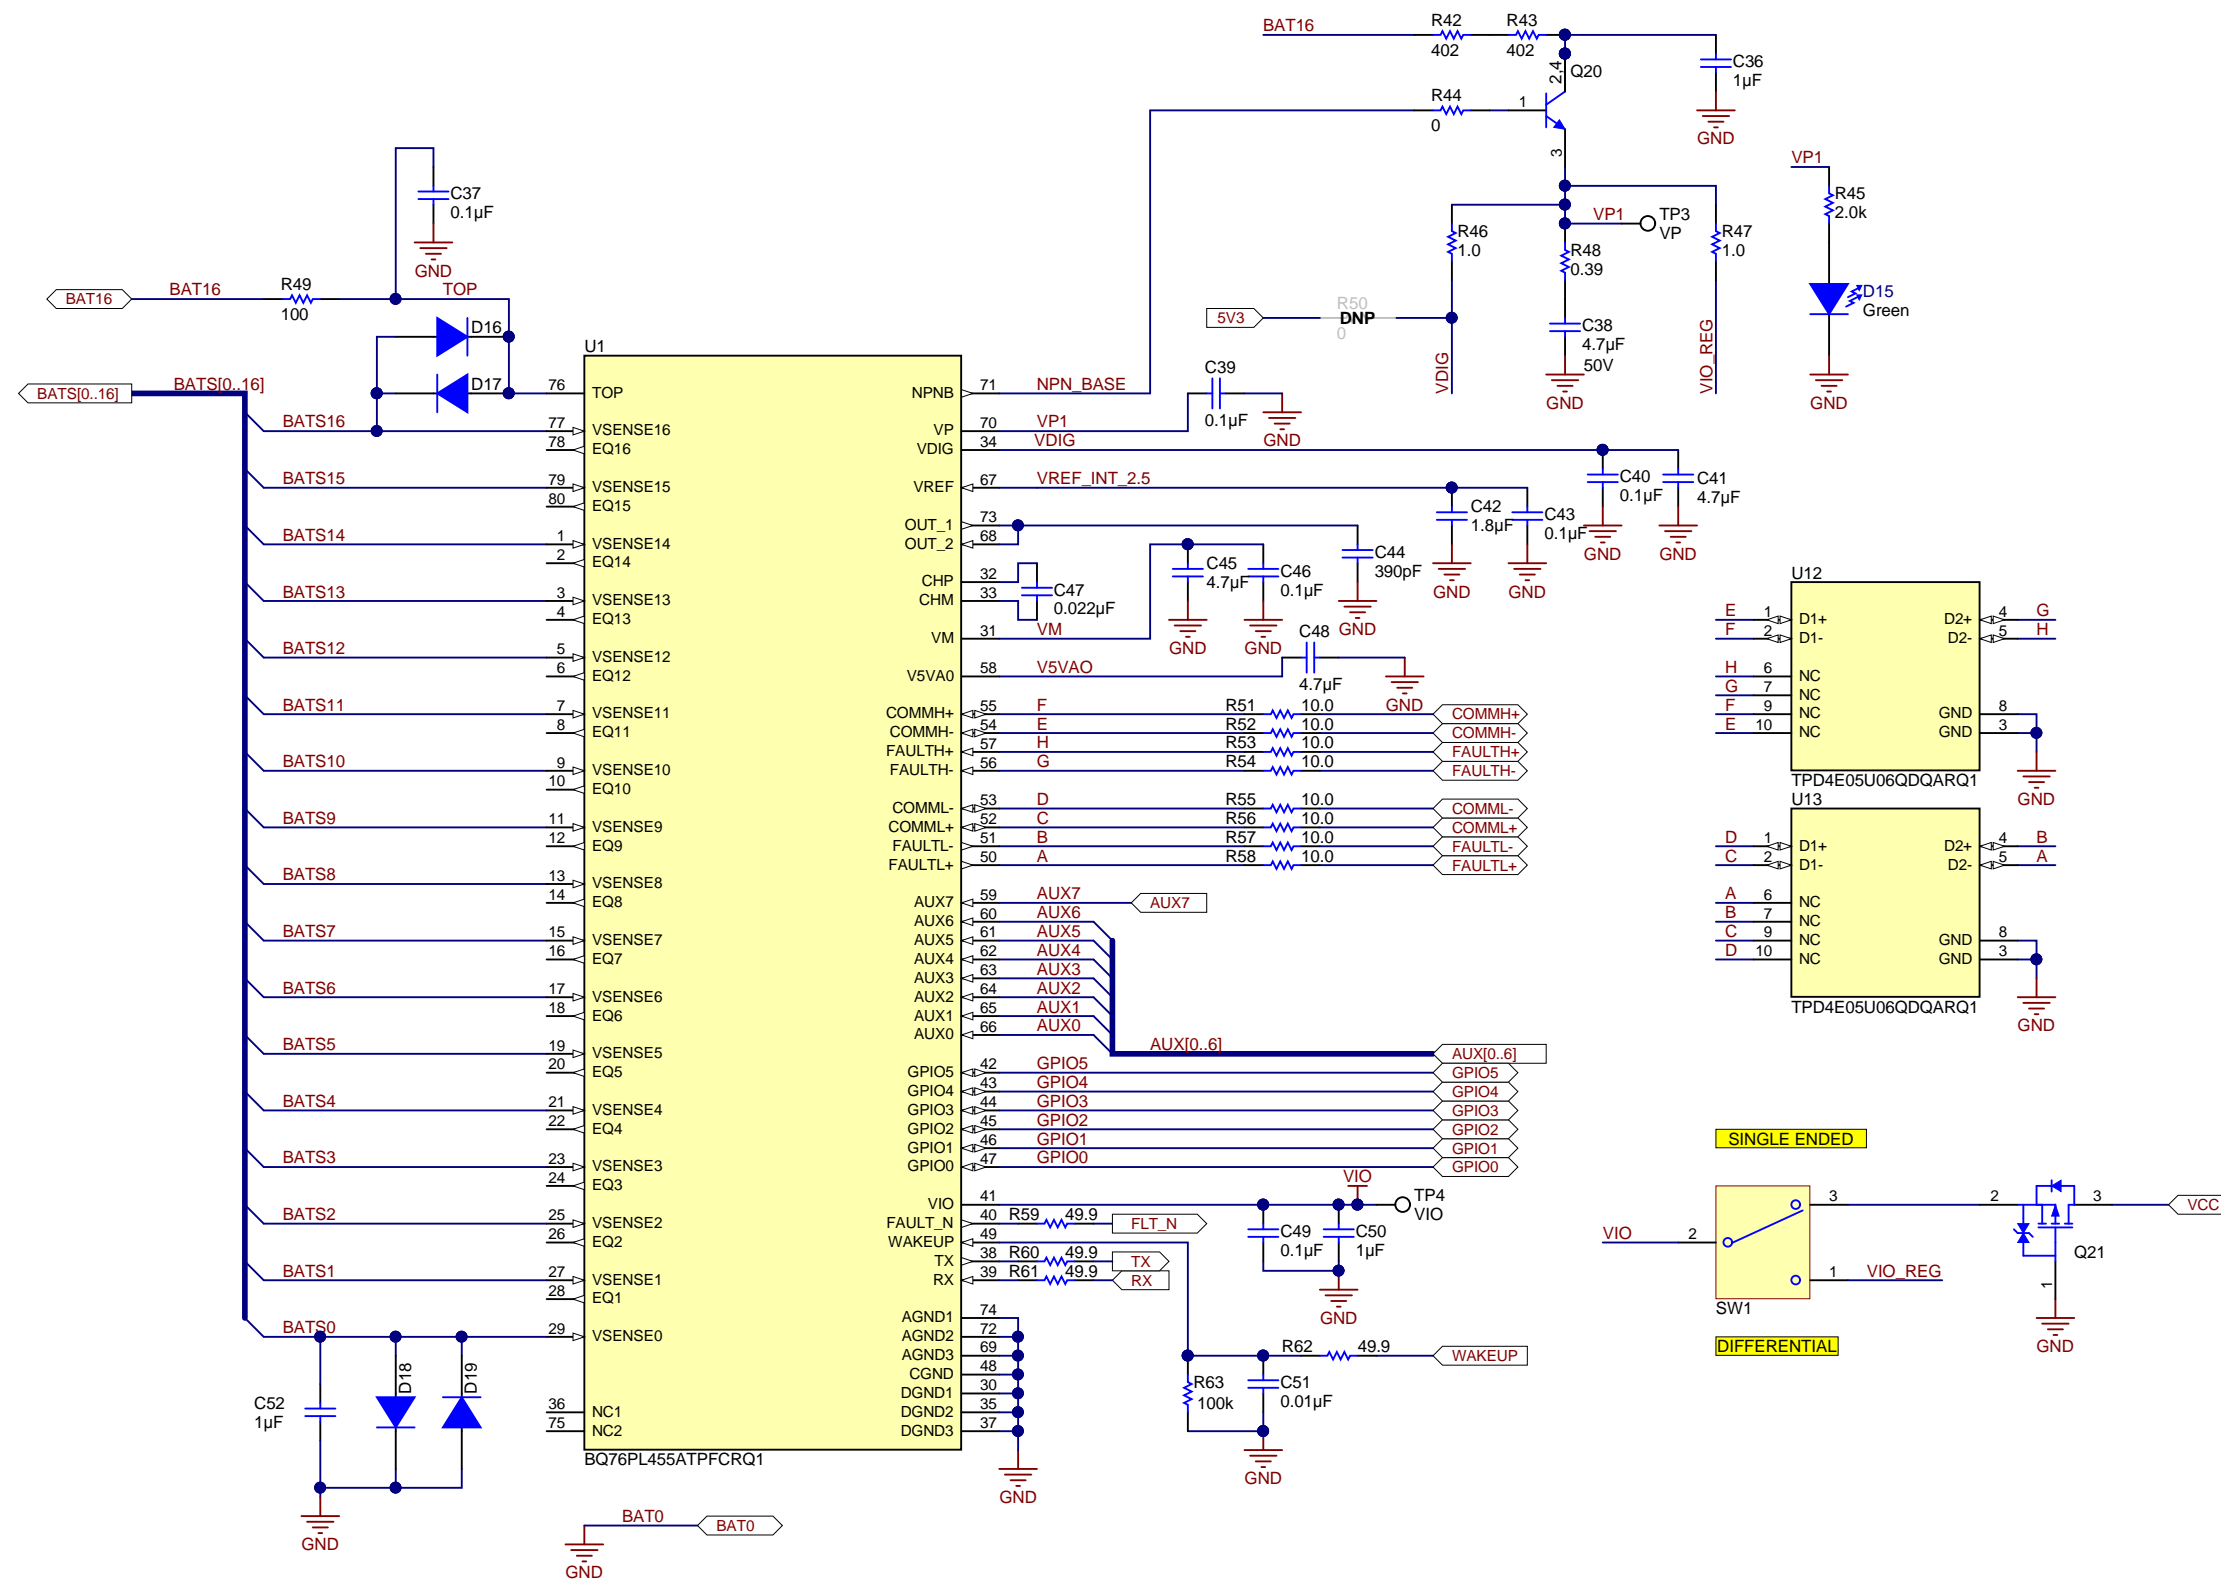 BAT16
R42
402
R43
402
2,4
Q20
C36
1µF
GND
R44
0
1
3
VP1
R45
2.0k
D15
Green
GND
C37
0.1µF
GND
BAT16
BAT16
R49
100
TOP
D16
D17
R46
1.0
VP1
TP3
VP
R47
1.0
R48
0.39
5V3
R50
DNP
0
C38
4.7µF
50V
GND
VDIG
VIO_REG
BATS[0..16]
BATS[0..16]
U1
76 TOP
BATS16 77 VSENSE16
78 EQ16
BATS15 79 VSENSE15
80 EQ15
BATS14 1 VSENSE14
2 EQ14
BATS13 3 VSENSE13
4 EQ13
BATS12 5 VSENSE12
6 EQ12
BATS11 7 VSENSE11
8 EQ11
BATS10 9 VSENSE10
10 EQ10
BATS9 11 VSENSE9
12 EQ9
BATS8 13 VSENSE8
14 EQ8
BATS7 15 VSENSE7
16 EQ7
BATS6 17 VSENSE6
18 EQ6
BATS5 19 VSENSE5
20 EQ5
BATS4 21 VSENSE4
22 EQ4
BATS3 23 VSENSE3
24 EQ3
BATS2 25 VSENSE2
26 EQ2
BATS1 27 VSENSE1
28 EQ1
BATS0 29 VSENSE0
36 NC1
75 NC2
BQ76PL455ATPFCRQ1
C52
1µF
D18
D19
GND
BAT0
BAT0
GND
NPNB 71 NPN_BASE
VP 70 VP1
VDIG 34 VDIG
VREF 67 VREF_INT_2.5
OUT_1 73
OUT_2 68
CHP 32
CHM 33
VM 31 VM
V5VA0 58 V5VAO
C39
0.1µF
GND
C40
0.1µF
GND
C41
4.7µF
GND
C42
1.8µF
GND
C43
0.1µF
GND
C44
390pF
GND
C45
4.7µF
GND
C46
0.1µF
GND
C47
0.022µF
C48
4.7µF
GND
COMMH+ 55 F R51 10.0 COMMH+
COMMH- 54 E R52 10.0 COMMH-
FAULTH+ 57 H R53 10.0 FAULTH+
FAULTH- 56 G R54 10.0 FAULTH-
COMML- 53 D R55 10.0 COMML-
COMML+ 52 C R56 10.0 COMML+
FAULTL- 51 B R57 10.0 FAULTL-
FAULTL+ 50 A R58 10.0 FAULTL+
AUX7 59 AUX7 AUX7
AUX6 60 AUX6
AUX5 61 AUX5
AUX4 62 AUX4
AUX3 63 AUX3
AUX2 64 AUX2
AUX1 65 AUX1
AUX0 66 AUX0
AUX[0..6] AUX[0..6]
GPIO5 42 GPIO5 GPIO5
GPIO4 43 GPIO4 GPIO4
GPIO3 44 GPIO3 GPIO3
GPIO2 45 GPIO2 GPIO2
GPIO1 46 GPIO1 GPIO1
GPIO0 47 GPIO0 GPIO0
VIO 41
VIO
TP4
VIO
FAULT_N 40 R59 49.9 FLT_N
WAKEUP 49
TX 38 R60 49.9 TX
RX 39 R61 49.9 RX
C49
0.1µF
C50
1µF
GND
AGND1 74
AGND2 72
AGND3 69
CGND 48
DGND1 30
DGND2 35
DGND3 37
GND
R62 49.9 WAKEUP
R63
100k
C51
0.01µF
GND
U12
E 1 D1+ D2+ 4 G
F 2 D1- D2- 5 H
H 6 NC
G 7 NC
F 9 NC GND 8
E 10 NC GND 3
TPD4E05U06QDQARQ1
GND
U13
D 1 D1+ D2+ 4 B
C 2 D1- D2- 5 A
A 6 NC
B 7 NC
C 9 NC GND 8
D 10 NC GND 3
TPD4E05U06QDQARQ1
GND
SINGLE ENDED
VIO 2
3
1 VIO_REG
SW1
DIFFERENTIAL
2
3
VCC
Q21
1
GND